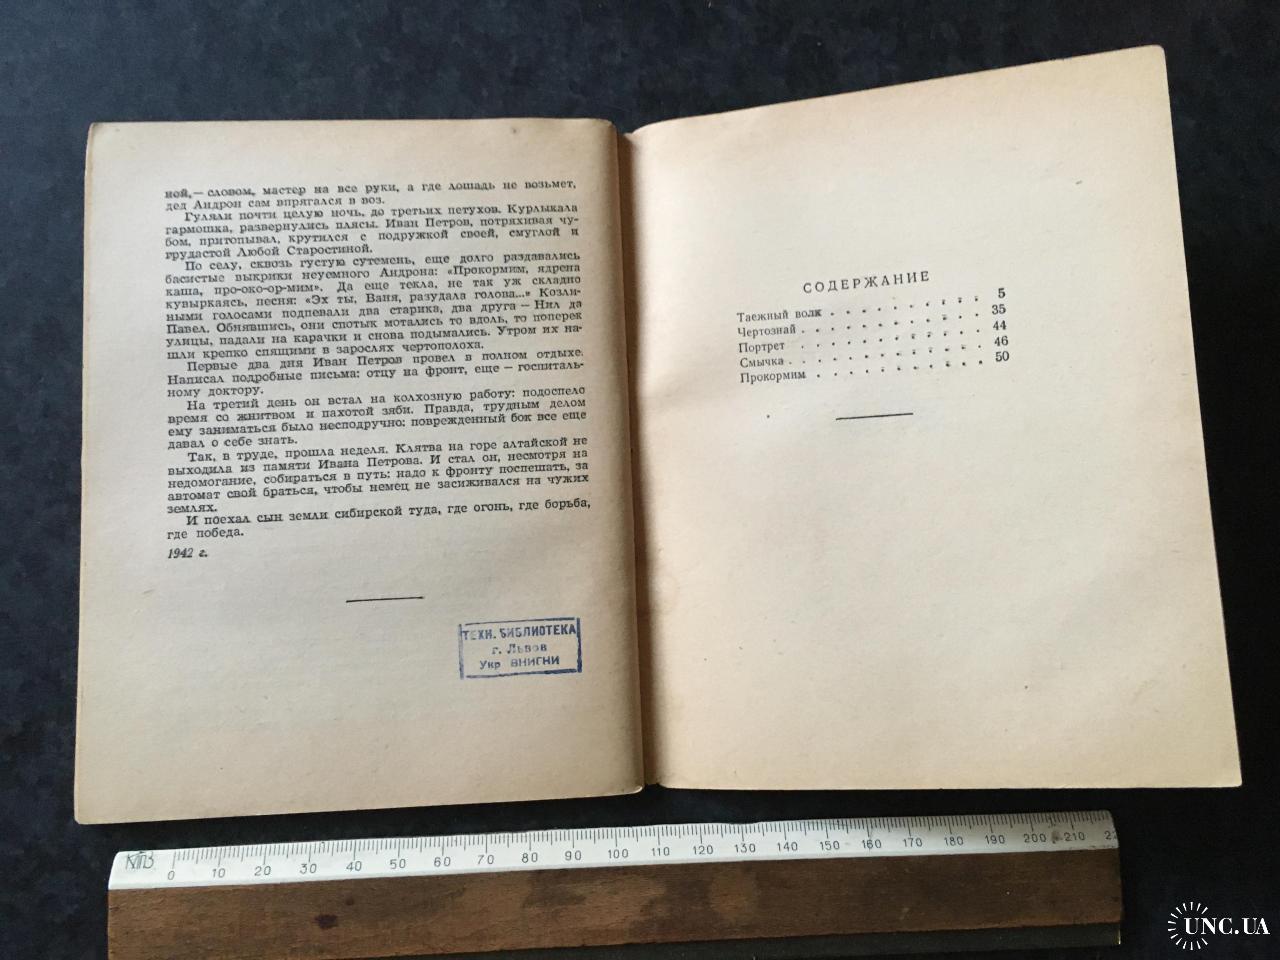 ной,— словом, мастер на все руки, а где лошадь не возьмет,
дед Андрон сам впрягался в воз.
Гуляли почти целую ночь, до третьих петухов. Курлыкала
гармошка, развернулись плясы. Иван Петров, потряхивая чу-
бом, притопывал, крутился с подружкой своей, смуглой и
грудастой Любой Старостиной.
По селу, сквозь густую сутемень, еще долго раздавались
басистые выкрики неуемного Андрона: «Прокормим, ядрена
каша, про-око-ор-мим». Да еще текла, не так уж складно
кувыркаясь, песня: «Эх ты, Ваня, разудала голова...» Козли-
ными голосами подпевали два старика, два друга — Нил да
Павел. Обнявшись, они спотык мотались то вдоль, то поперек
улицы, падали на карачки и снова подымались. Утром их на-
шли крепко спящими в зарослях чертополоха.
Первые два дня Иван Петров провел в полном отдыхе.
Написал подробные письма: отцу на фронт, еще — госпиталь-
ному доктору.
На третий день он встал на колхозную работу: подоспело
время со жнитвом и пахотой зяби. Правда, трудным делом
ему заниматься было несподручно: поврежденный бок все еще
давал о себе знать.
Так, в труде, прошла неделя. Клятва на горе алтайской не
выходила из памяти Ивана Петрова. И стал он, несмотря на
недомогание, собираться в путь: надо к фронту поспешать, за
автомат свой браться, чтобы немец не засиживался на чужих
землях.
И поехал сын земли сибирской туда, где огонь, где борьба,
где победа.
1942 г.
ТЕХН. БИБЛИОТЕКА
г. Львов
Укр ВНИГНИ
СОДЕРЖАНИЕ
Таежный волк . . . . . . . . . 5
Чертознай . . . . . . . . . . 35
Портрет . . . . . . . . . . 44
Смычка . . . . . . . . . . . 46
Прокормим . . . . . . . . . . 50
0 10 20 30 40 50 60 70 80 90 100 110 120 130 140 150 160 170 180 190 200 210 22
UNC.UA